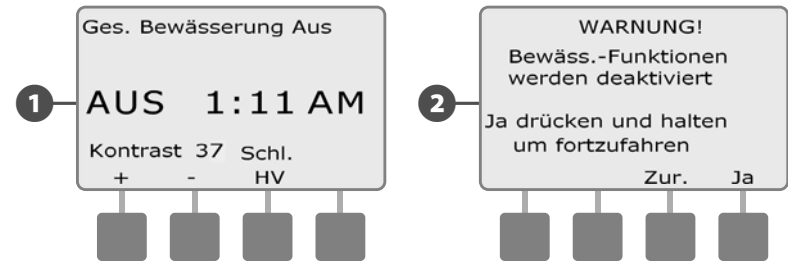 Ges. Bewässerung Aus
1
AUS 1:11 AM
Kontrast 37 Schl.
+ - HV
WARNUNG!
Bewäss.-Funktionen
werden deaktiviert
2
Ja drücken und halten
um fortzufahren
Zur. Ja